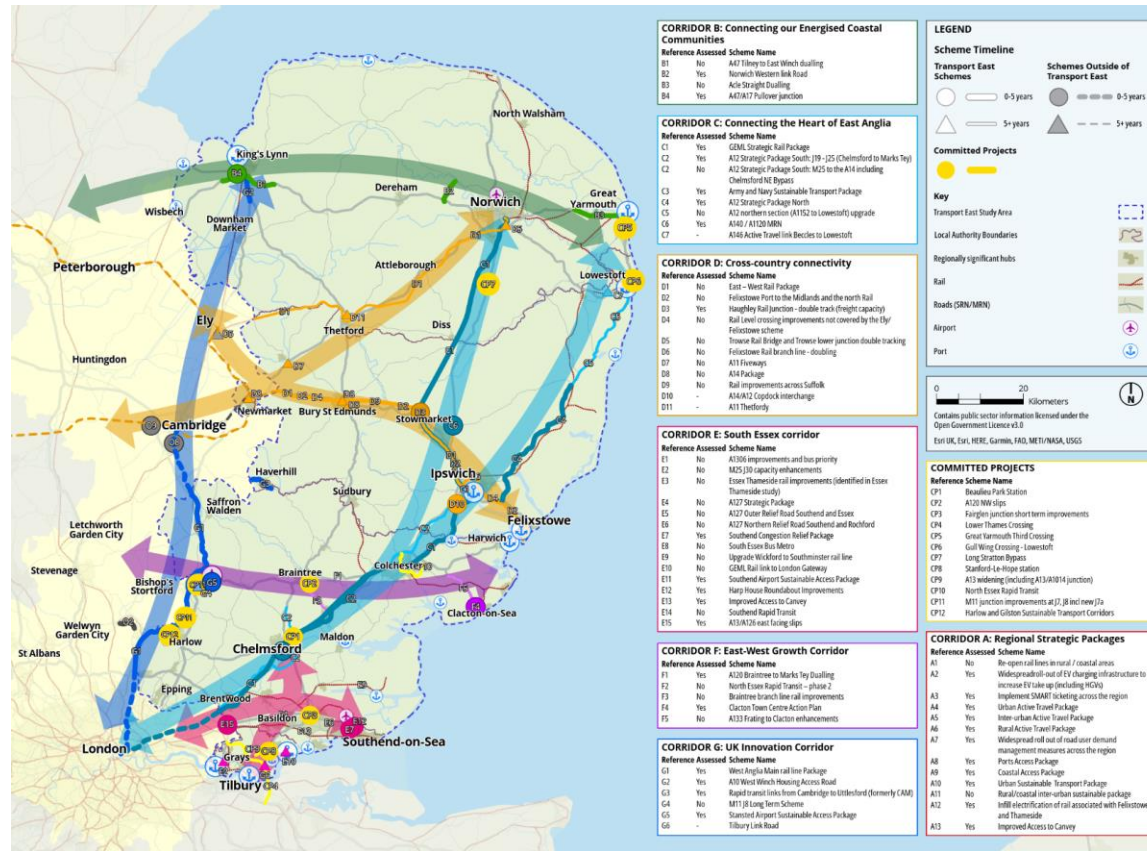 CORRIDOR B: Connecting our Energised Coastal
Communities
Reference Assessed Scheme Name
B1 No A47 Tilney to East Winch dualling
B2 Yes Norwich Western link Road
B3 No Acle Straight Dualling
B4 Yes A47/A17 Pullover junction
CORRIDOR C: Connecting the Heart of East Anglia
Reference Assessed Scheme Name
C1 Yes GEML Strategic Rail Package
C2 Yes A12 Strategic Package South: J19 - J25 (Chelmsford to Marks Tey)
C2 No A12 Strategic Package South: M25 to the A14 including
Chelmsford NE Bypass
C3 Yes Army and Navy Sustainable Transport Package
C4 Yes A12 Strategic Package North
C5 No A12 northern section (A1152 to Lowestoft) upgrade
C6 Yes A140 / A1120 MRN
C7 - A146 Active Travel link Beccles to Lowestoft
CORRIDOR D: Cross-country connectivity
Reference Assessed Scheme Name
D1 No East – West Rail Package
D2 No Felixstowe Port to the Midlands and the north Rail
D3 Yes Haughley Rail Junction - double track (freight capacity)
D4 No Rail Level crossing improvements not covered by the Ely/
Felixstowe scheme
D5 No Trowse Rail Bridge and Trowse lower junction double tracking
D6 No Felixstowe Rail branch line - doubling
D7 No A11 Fiveways
D8 No A14 Package
D9 No Rail improvements across Suffolk
D10 - A14/A12 Copdock interchange
D11 - A11 Thetfordy
CORRIDOR E: South Essex corridor
Reference Assessed Scheme Name
E1 No A1306 improvements and bus priority
E2 No M25 J30 capacity enhancements
E3 No Essex Thameside rail improvements (identified in Essex
Thameside study)
E4 No A127 Strategic Package
E5 No A127 Outer Relief Road Southend and Essex
E6 No A127 Northern Relief Road Southend and Rochford
E7 Yes Southend Congestion Relief Package
E8 No South Essex Bus Metro
E9 No Upgrade Wickford to Southminster rail line
E10 No GEML Rail link to London Gateway
E11 Yes Southend Airport Sustainable Access Package
E12 Yes Harp House Roundabout Improvements
E13 Yes Improved Access to Canvey
E14 No Southend Rapid Transit
E15 Yes A13/A126 east facing slips
CORRIDOR F: East-West Growth Corridor
Reference Assessed Scheme Name
F1 Yes A120 Braintree to Marks Tey Dualling
F2 No North Essex Rapid Transit – phase 2
F3 No Braintree branch line rail improvements
F4 Yes Clacton Town Centre Action Plan
F5 No A133 Frating to Clacton enhancements
CORRIDOR G: UK Innovation Corridor
Reference Assessed Scheme Name
G1 Yes West Anglia Main rail line Package
G2 Yes A10 West Winch Housing Access Road
G3 Yes Rapid transit links from Cambridge to Uttlesford (formerly CAM)
G4 No M11 J8 Long Term Scheme
G5 Yes Stansted Airport Sustainable Access Package
G6 - Tilbury Link Road
LEGEND
Scheme Timeline
Transport East
Schemes
Schemes Outside of
Transport East
0-5 years
0-5 years
5+ years
5+ years
Committed Projects
Key
Transport East Study Area
Local Authority Boundaries
Regionally significant hubs
Rail
Roads (SRN/MRN)
Airport
Port
0 20
Kilometers
N
Contains public sector information licensed under the
Open Government Licence v3.0
Esri UK, Esri, HERE, Garmin, FAO, METI/NASA, USGS
COMMITTED PROJECTS
Reference Scheme Name
CP1 Beaulieu Park Station
CP2 A120 NW slips
CP3 Fairglen junction short term improvements
CP4 Lower Thames Crossing
CP5 Great Yarmouth Third Crossing
CP6 Gull Wing Crossing - Lowestoft
CP7 Long Stratton Bypass
CP8 Stanford-Le-Hope station
CP9 A13 widening (including A13/A1014 junction)
CP10 North Essex Rapid Transit
CP11 M11 junction improvements at J7, J8 incl new J7a
CP12 Harlow and Gilston Sustainable Transport Corridors
CORRIDOR A: Regional Strategic Packages
Reference Assessed Scheme Name
A1 No Re-open rail lines in rural / coastal areas
A2 Yes Widespreadroll-out of EV charging infrastructure to
increase EV take up (including HGVs)
A3 Yes Implement SMART ticketing across the region
A4 Yes Urban Active Travel Package
A5 Yes Inter-urban Active Travel Package
A6 Yes Rural Active Travel Package
A7 Yes Widespread roll out of road user demand
management measures across the region
A8 Yes Ports Access Package
A9 Yes Coastal Access Package
A10 Yes Urban Sustainable Transport Package
A11 No Rural/coastal inter-urban sustainable package
A12 Yes Infill electrification of rail associated with Felixstowe
and Thameside
A13 Yes Improved Access to Canvey
North Walsham
King's Lynn
B4
Dereham
Norwich
Great
Yarmouth
CP5
Wisbech
Downham
Market
Peterborough
Attleborough
CP7
Lowestoft
CP6
Ely
Thetford
D11
Diss
Huntingdon
Newmarket
Bury St Edmunds
Stowmarket
Cambridge
Haverhill
Ipswich
D10
Sudbury
Saffron
Walden
Felixstowe
Harwich
Letchworth
Garden City
Stevenage
Colchester
Braintree
CP2
Bishop's
Stortford
G5
Clacton-on-Sea
F4
CP11
Welwyn
Garden City
CP12
Harlow
CP1
Maldon
Chelmsford
St Albans
Epping
Brentwood
E15
Basildon
E7
Southend-on-Sea
London
Grays
Tilbury
CP4